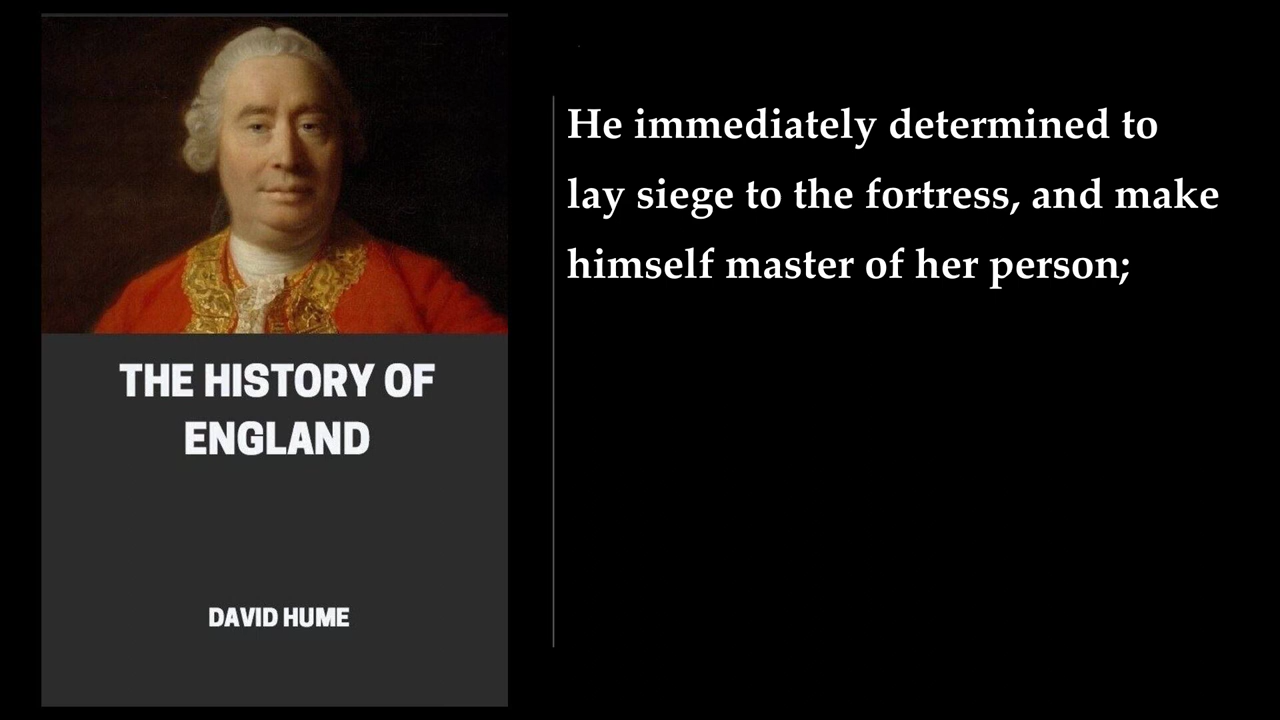 THE HISTORY OF
ENGLAND
DAVID HUME
He immediately determined to
lay siege to the fortress, and make
himself master of her person;